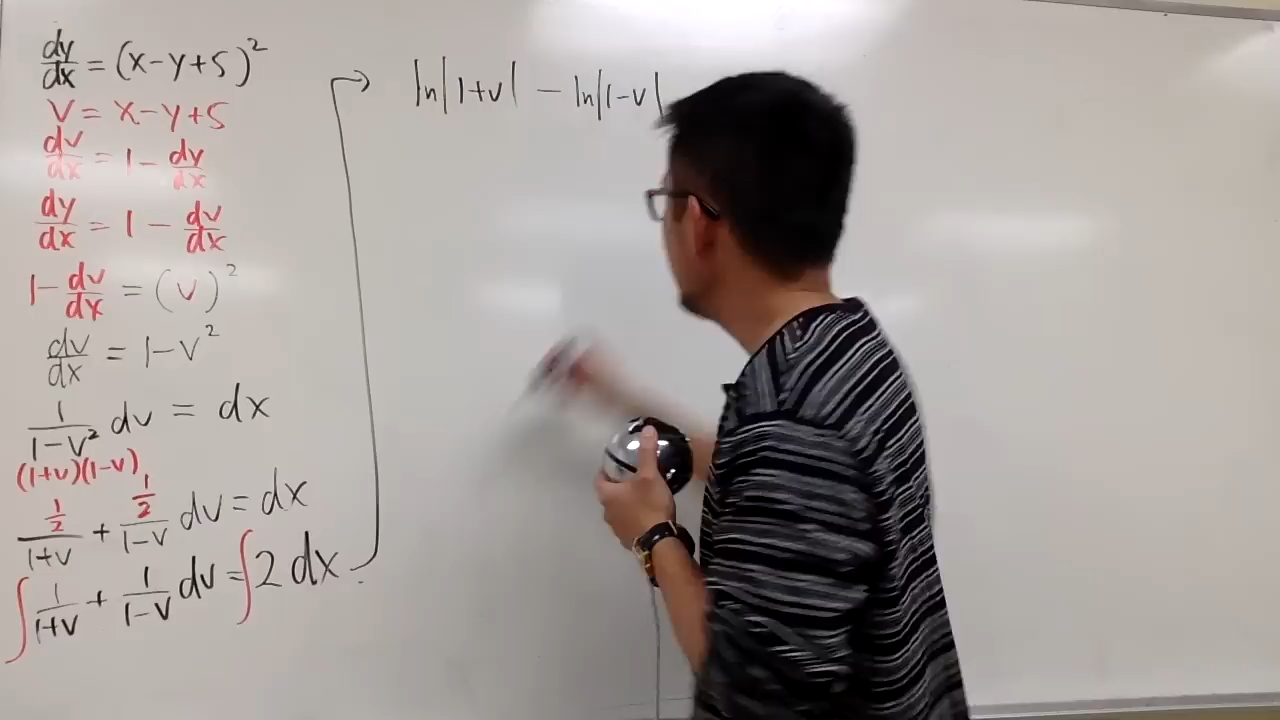 dy/dx = (x-y+5)²
v = x-y+5
dv/dx = 1 - dy/dx
dy/dx = 1 - dv/dx
1 - dv/dx = (v)²
dv/dx = 1-v²
1/(1-v²) dv = dx
(1+v)(1-v)
(1/2)/(1+v) + (1/2)/(1-v) dv = dx
∫ 1/(1+v) + 1/(1-v) dv = ∫ 2 dx
ln|1+v| - ln|1-v|